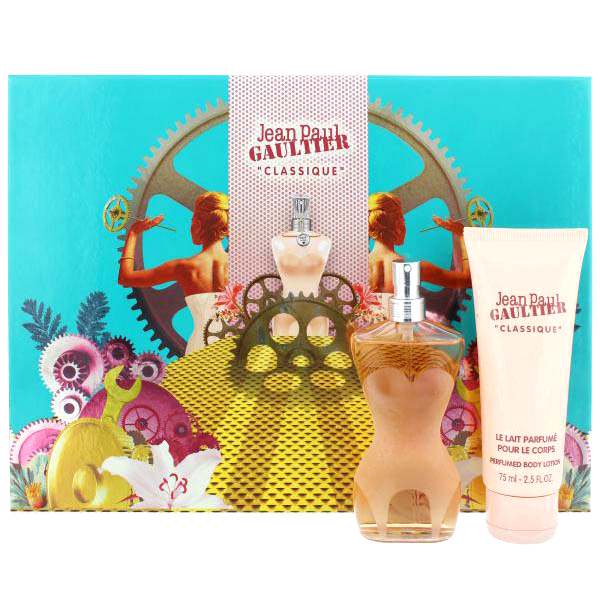 Jean Paul
GAULTIER
"CLASSIQUE"
Jean Paul
GAULTIER
"CLASSIQUE"
LE LAIT PARFUMÉ
POUR LE CORPS
PERFUMED BODY LOTION
75 ml - 2.5 FL.OZ.